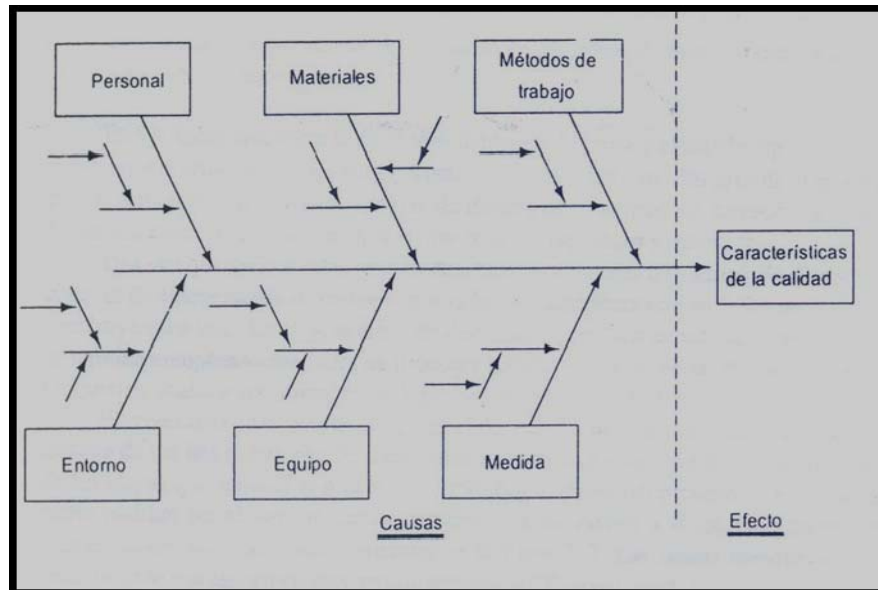 Personal
Materiales
Métodos de
trabajo
Características
de la calidad
Entorno
Equipo
Medida
Causas
Efecto